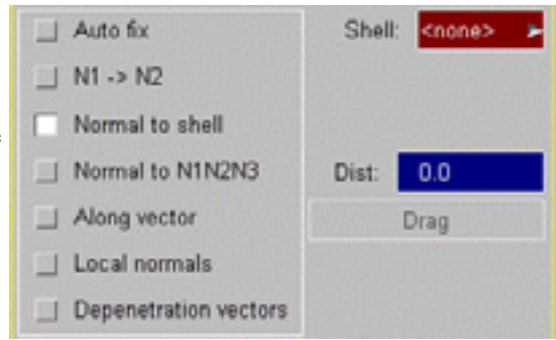 Auto fix
N1 -> N2
Normal to shell
Normal to N1N2N3
Along vector
Local normals
Depenetration vectors
Shell: <none>
Dist: 0.0
Drag